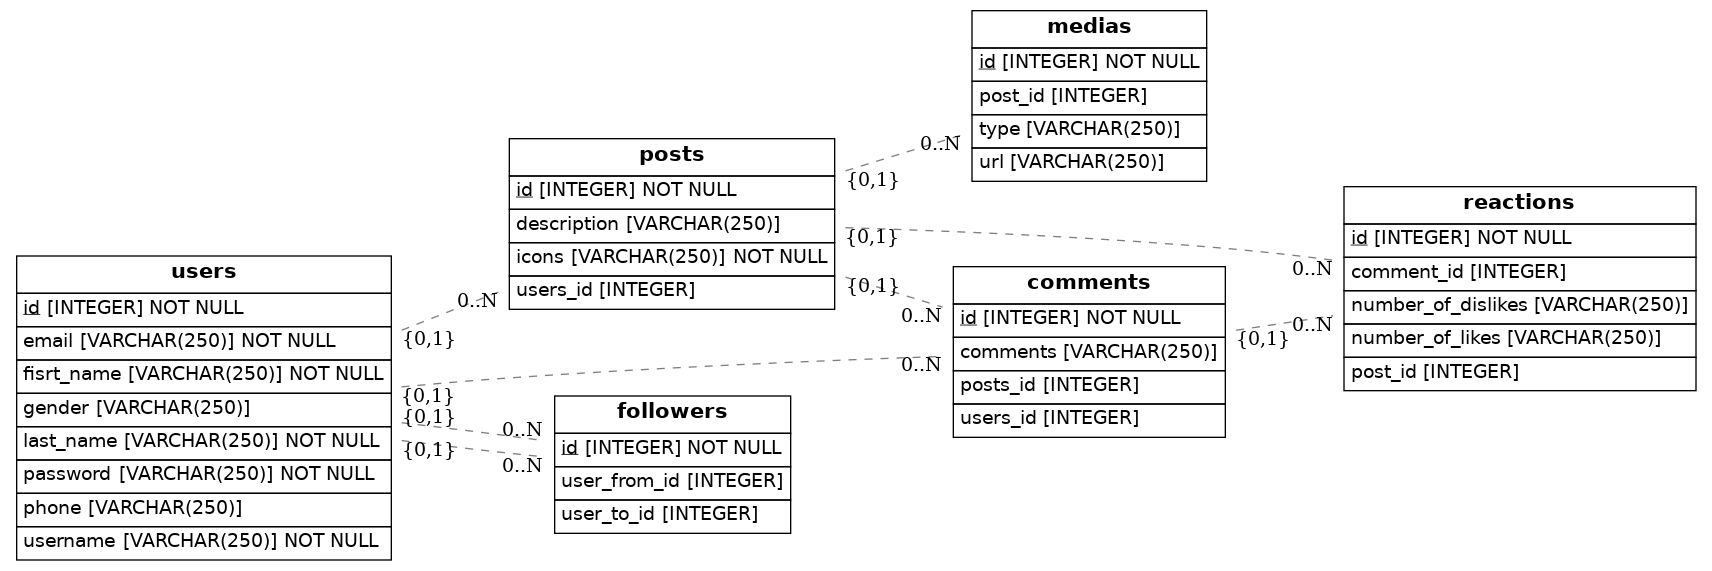 medias
id [INTEGER] NOT NULL
post_id [INTEGER]
type [VARCHAR(250)]
url [VARCHAR(250)]
posts
id [INTEGER] NOT NULL
description [VARCHAR(250)]
icons [VARCHAR(250)] NOT NULL
users_id [INTEGER]
0..N
{0,1}
{0,1}
0..N
{0,1}
0..N
reactions
id [INTEGER] NOT NULL
comment_id [INTEGER]
number_of_dislikes [VARCHAR(250)]
number_of_likes [VARCHAR(250)]
post_id [INTEGER]
users
id [INTEGER] NOT NULL
email [VARCHAR(250)] NOT NULL
fisrt_name [VARCHAR(250)] NOT NULL
gender [VARCHAR(250)]
last_name [VARCHAR(250)] NOT NULL
password [VARCHAR(250)] NOT NULL
phone [VARCHAR(250)]
username [VARCHAR(250)] NOT NULL
0..N
{0,1}
comments
id [INTEGER] NOT NULL
comments [VARCHAR(250)]
posts_id [INTEGER]
users_id [INTEGER]
{0,1}
0..N
0..N
{0,1}
{0,1}
0..N
{0,1}
0..N
followers
id [INTEGER] NOT NULL
user_from_id [INTEGER]
user_to_id [INTEGER]